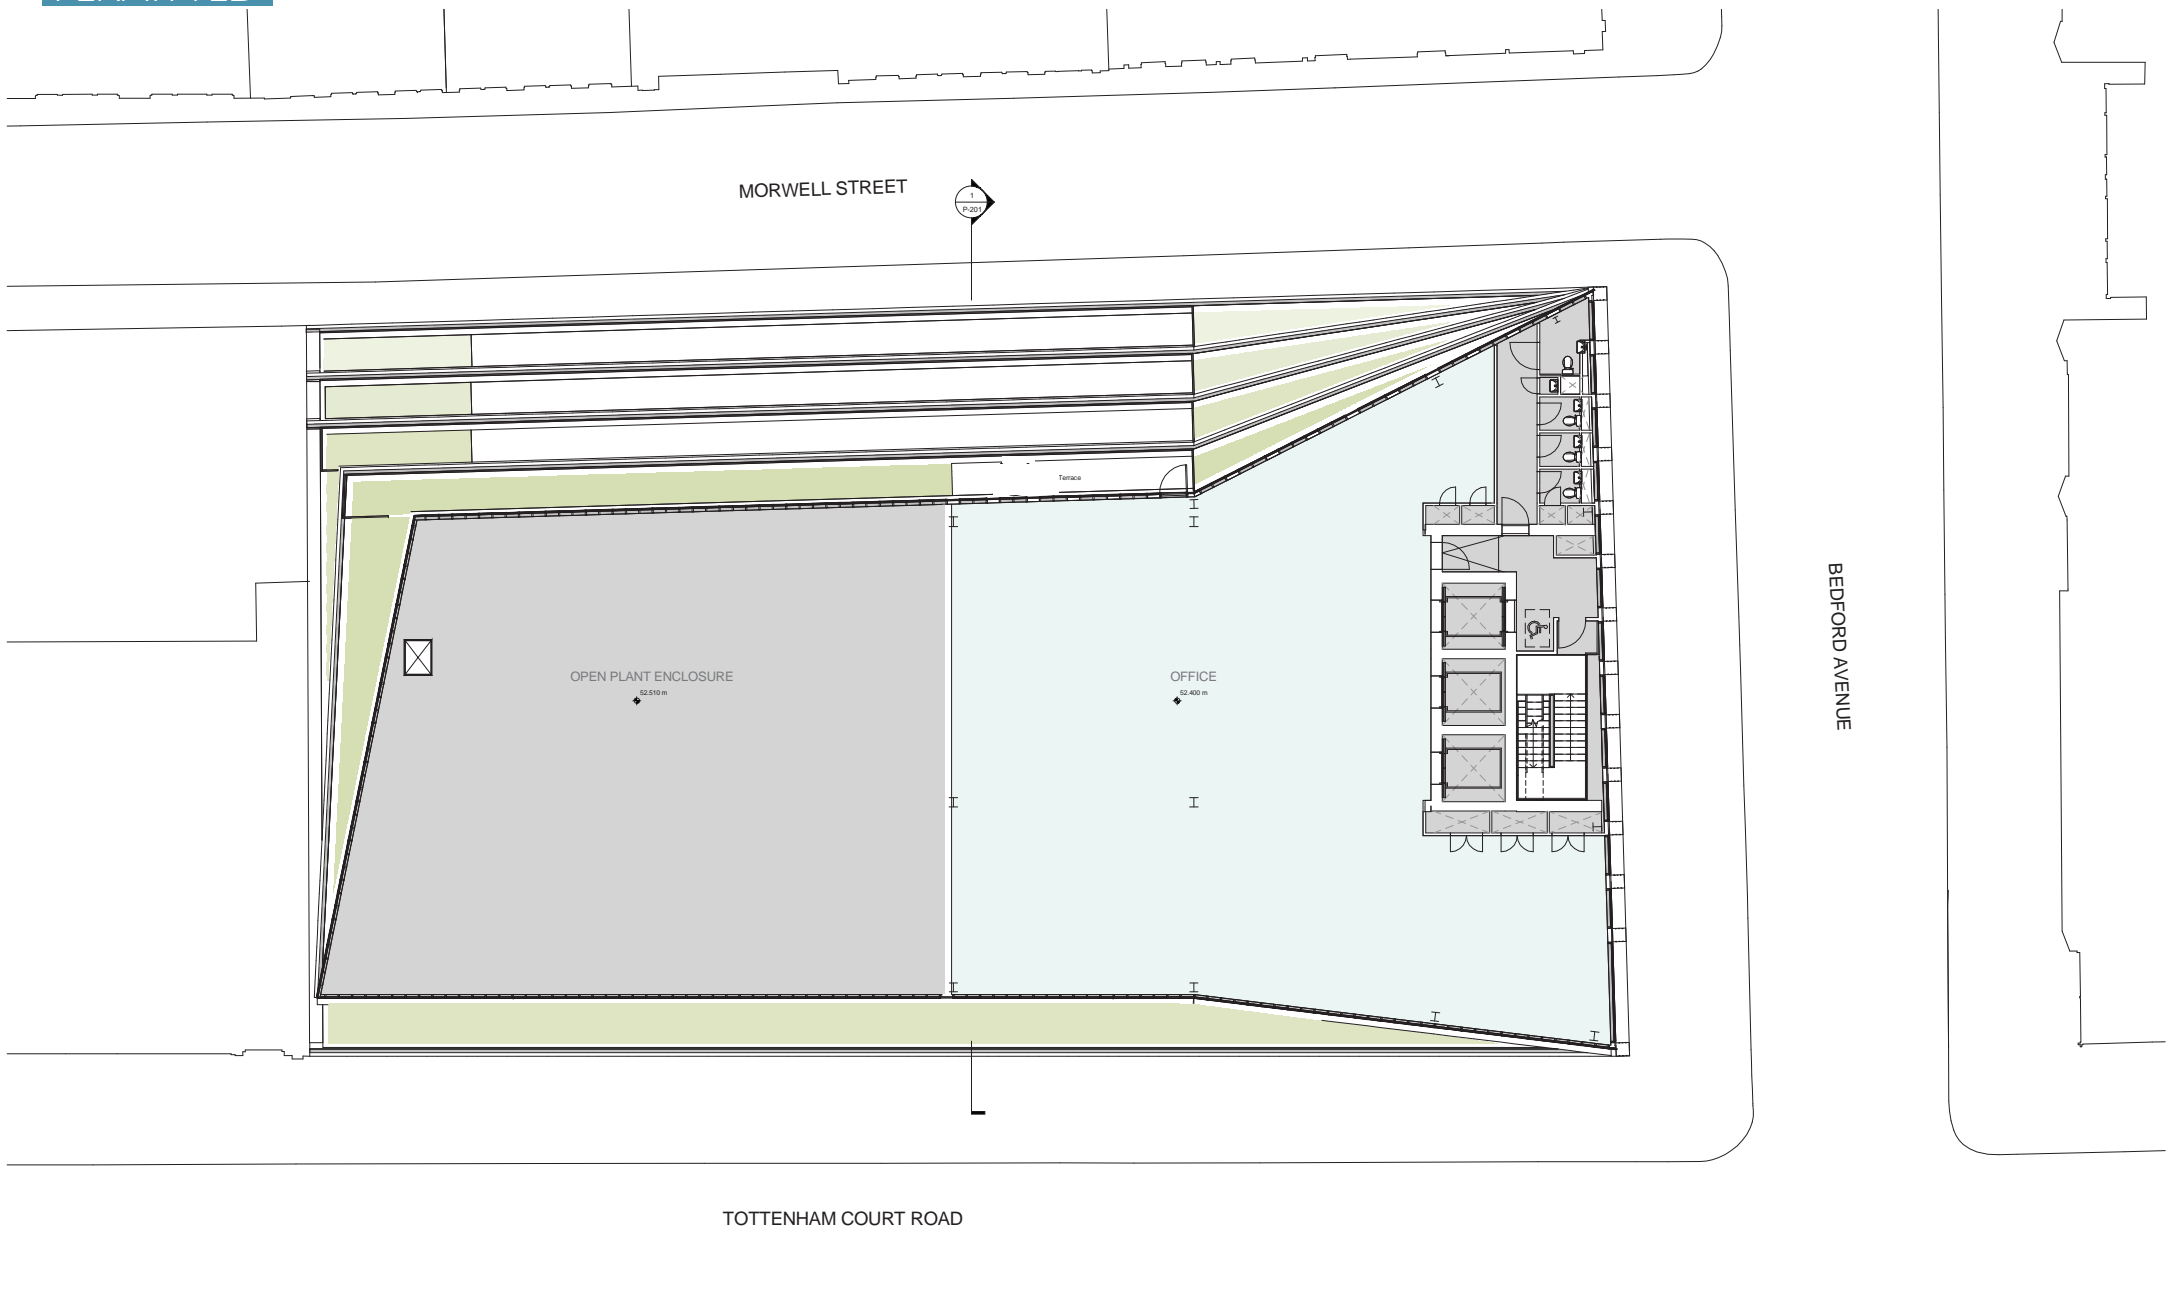 MORWELL STREET
1
P-201
Terrace
OPEN PLANT ENCLOSURE
52.510 m
OFFICE
52.400 m
BEDFORD AVENUE
TOTTENHAM COURT ROAD